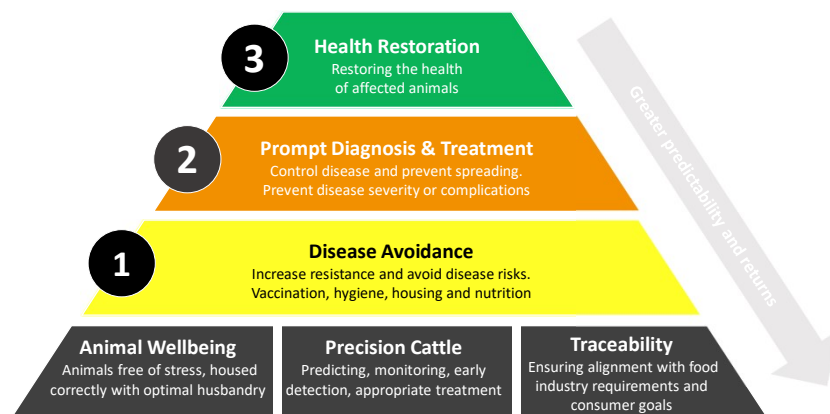 3
Health Restoration
Restoring the health
of affected animals
2
Prompt Diagnosis & Treatment
Control disease and prevent spreading.
Prevent disease severity or complications
1
Disease Avoidance
Increase resistance and avoid disease risks.
Vaccination, hygiene, housing and nutrition
Animal Wellbeing
Animals free of stress, housed
correctly with optimal husbandry
Precision Cattle
Predicting, monitoring, early
detection, appropriate treatment
Traceability
Ensuring alignment with food
industry requirements and
consumer goals
Greater predictability and returns